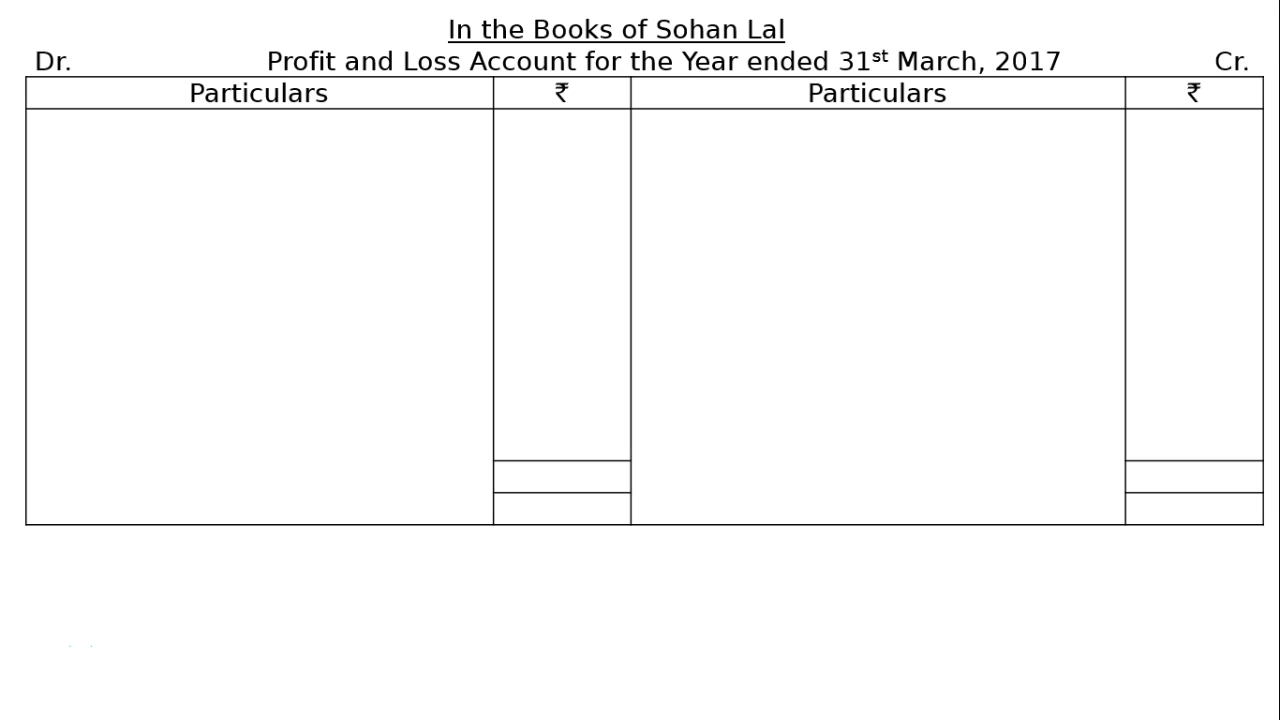 In the Books of Sohan Lal
Dr. Profit and Loss Account for the Year ended 31st March, 2017 Cr.
Particulars ₹ Particulars ₹